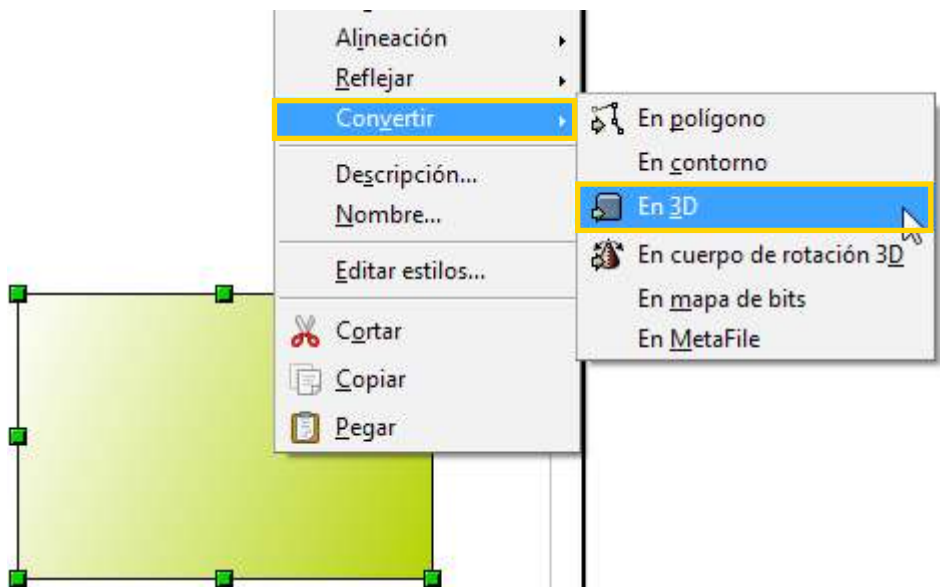 Alineación
Reflejar
Convertir
Descripción...
Nombre...
Editar estilos...
Cortar
Copiar
Pegar
En polígono
En contorno
En 3D
En cuerpo de rotación 3D
En mapa de bits
En MetaFile